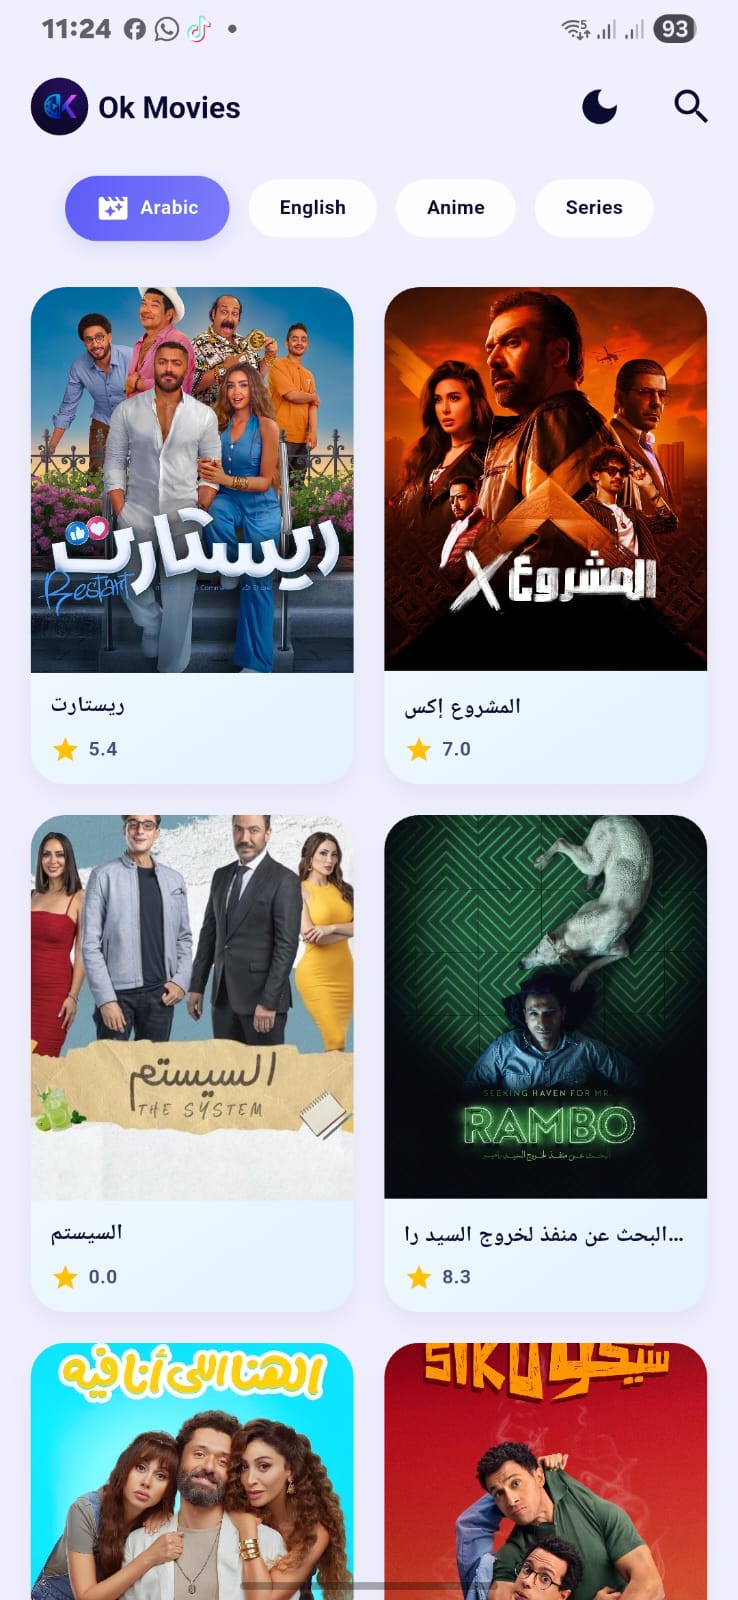 11:24
93
Ok Movies
Arabic
English
Anime
Series
ريستارت
Restart
المشروع X
ريستارت
5.4
المشروع إكس
7.0
السيستم
THE SYSTEM
SEEKING HAVEN FOR MR.
RAMBO
البحث عن منفذ لخروج السيد رامبو
السيستم
0.0
البحث عن منفذ لخروج السيد را...
8.3
الهنا اللي أنا فيه
سيكو